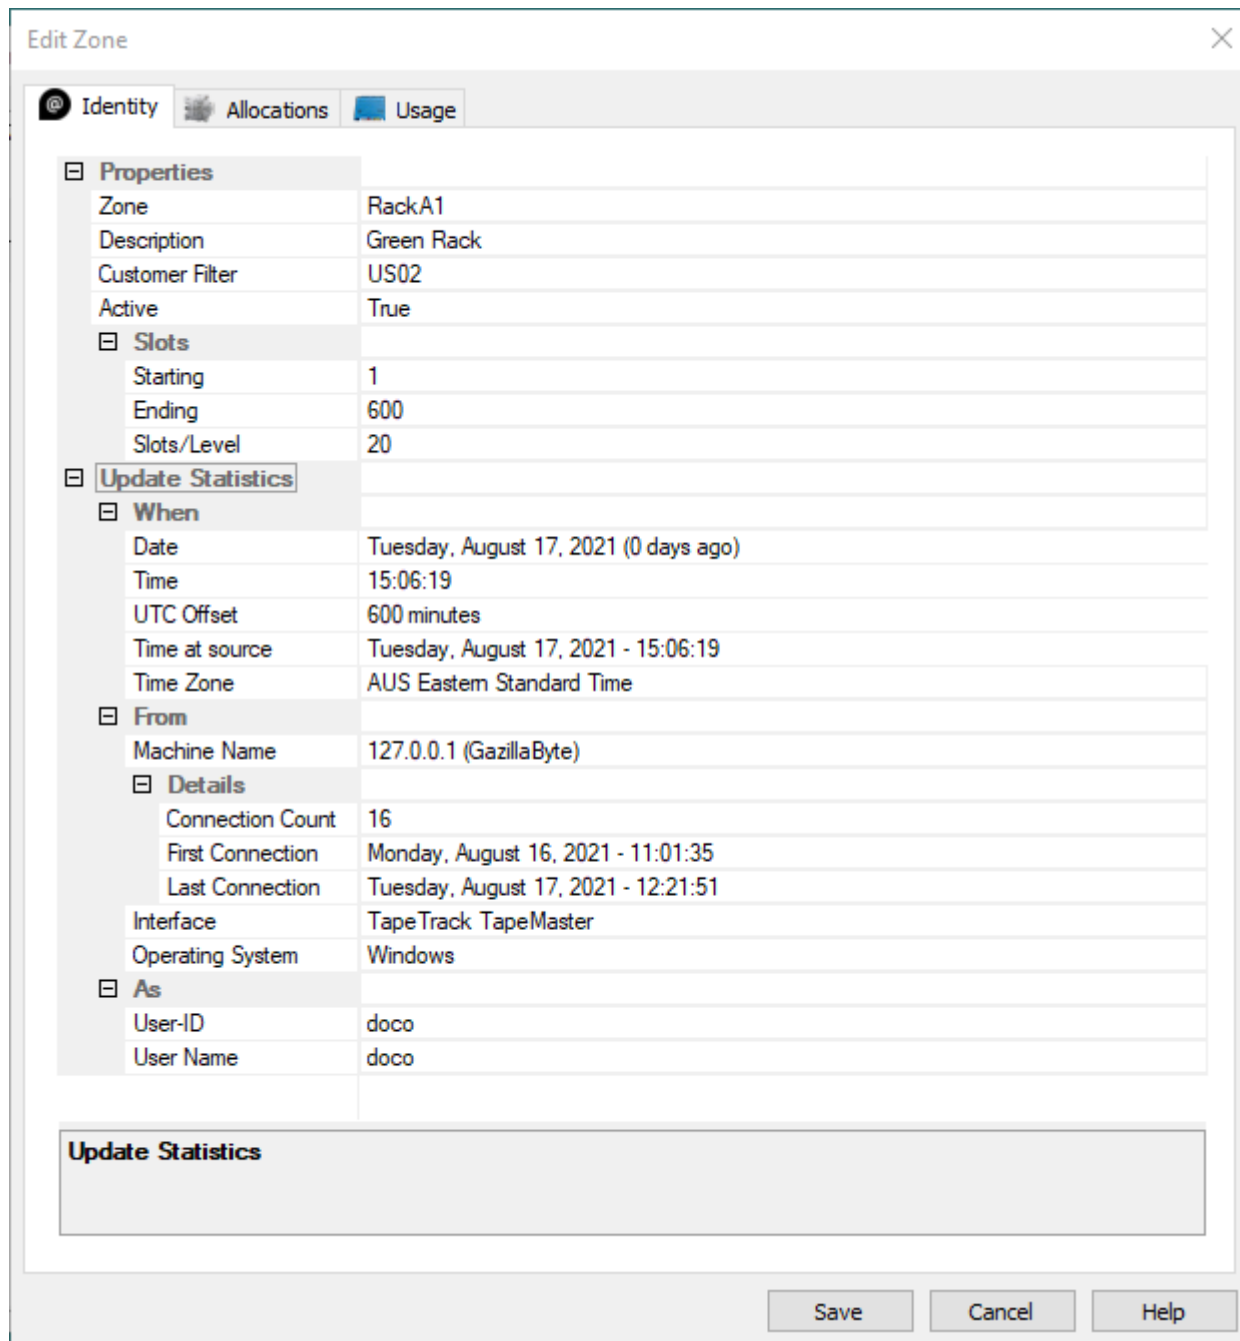 Edit Zone
Identity Allocations Usage
Properties
Zone RackA1
Description Green Rack
Customer Filter US02
Active True
Slots
Starting 1
Ending 600
Slots/Level 20
Update Statistics
When
Date Tuesday, August 17, 2021 (0 days ago)
Time 15:06:19
UTC Offset 600 minutes
Time at source Tuesday, August 17, 2021 - 15:06:19
Time Zone AUS Eastern Standard Time
From
Machine Name 127.0.0.1 (GazillaByte)
Details
Connection Count 16
First Connection Monday, August 16, 2021 - 11:01:35
Last Connection Tuesday, August 17, 2021 - 12:21:51
Interface TapeTrack TapeMaster
Operating System Windows
As
User-ID doco
User Name doco
Update Statistics
Save Cancel Help